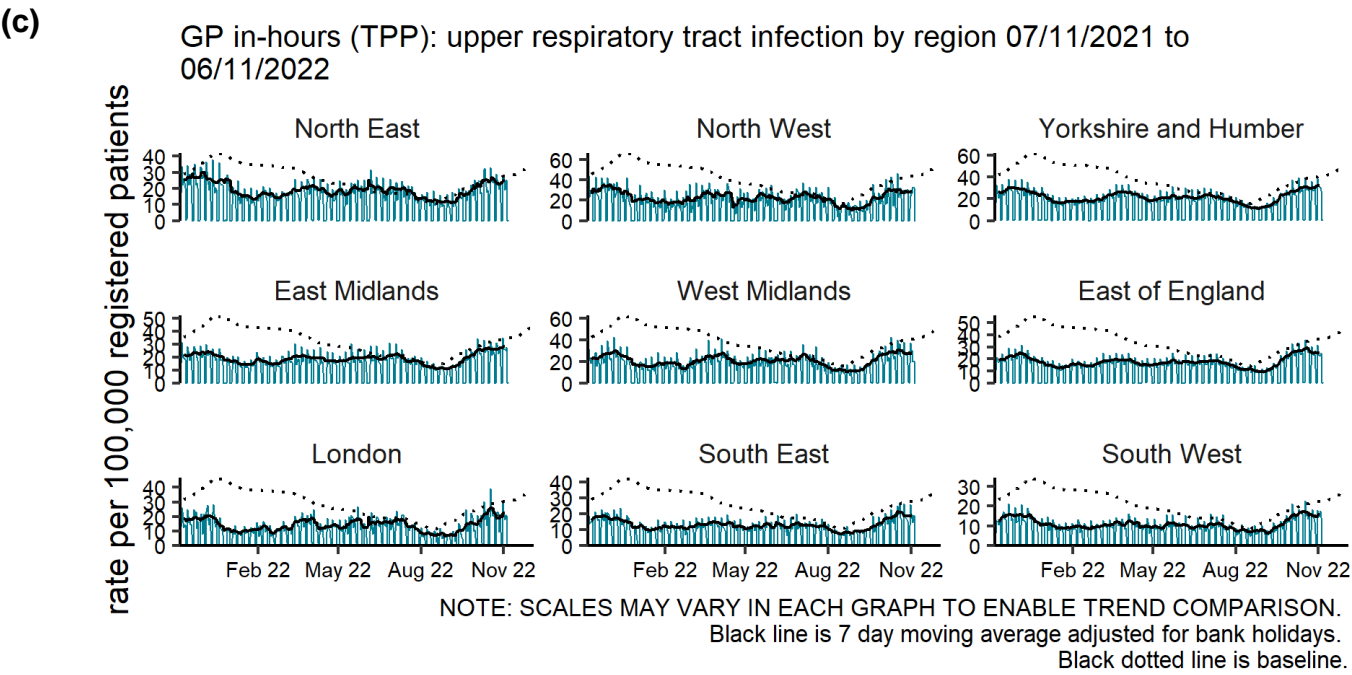 (c)
GP in-hours (TPP): upper respiratory tract infection by region 07/11/2021 to
06/11/2022
rate per 100,000 registered patients
North East
40
30
20
10
0
North West
60
40
20
0
Yorkshire and Humber
60
40
20
0
East Midlands
50
40
30
20
10
0
West Midlands
60
40
20
0
East of England
50
40
30
20
10
0
London
40
30
20
10
0
Feb 22 May 22 Aug 22 Nov 22
South East
40
30
20
10
0
Feb 22 May 22 Aug 22 Nov 22
South West
30
20
10
0
Feb 22 May 22 Aug 22 Nov 22
NOTE: SCALES MAY VARY IN EACH GRAPH TO ENABLE TREND COMPARISON.
Black line is 7 day moving average adjusted for bank holidays.
Black dotted line is baseline.